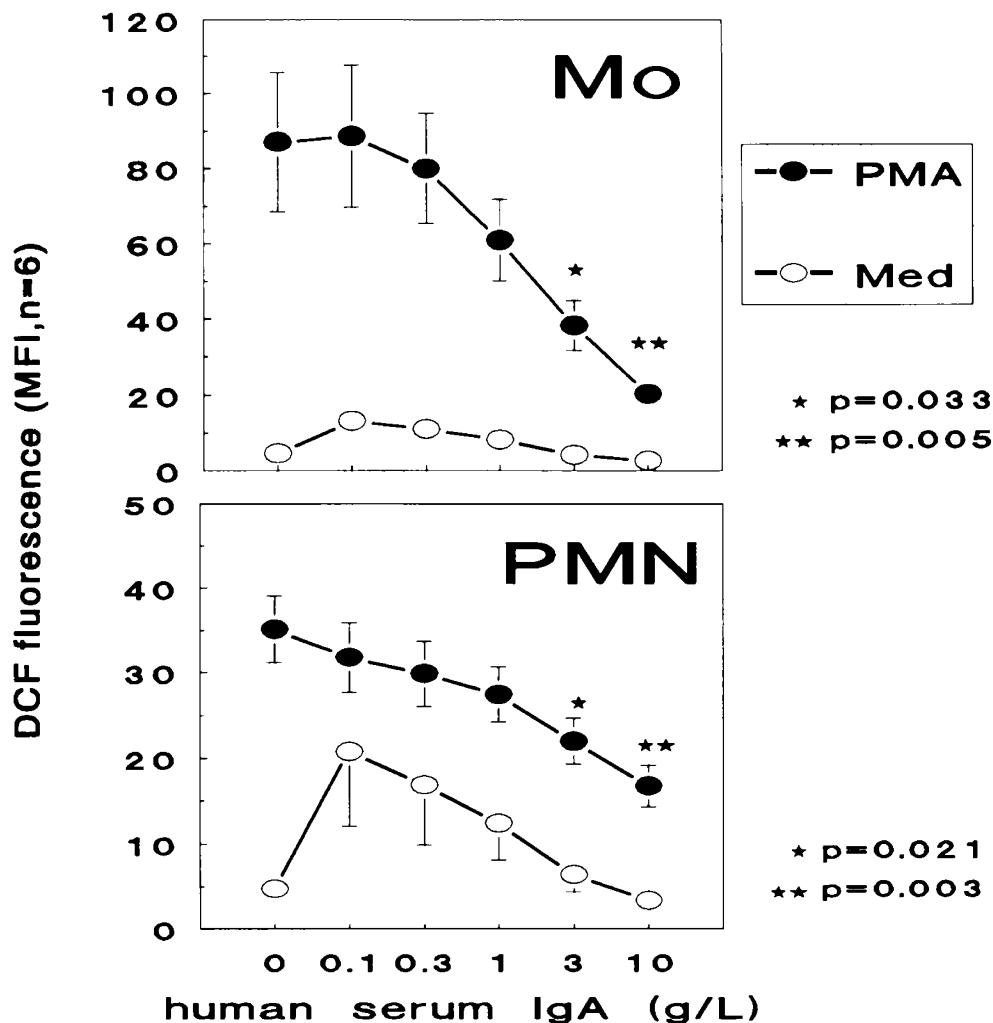 DCF fluorescence (MFI,n=6)
120
100
80
60
40
20
0
Mo
★
★★
PMA
Med
★ p=0.033
★★ p=0.005
50
40
30
20
10
0
PMN
★
★★
★ p=0.021
★★ p=0.003
0 0.1 0.3 1 3 10
human serum IgA (g/L)